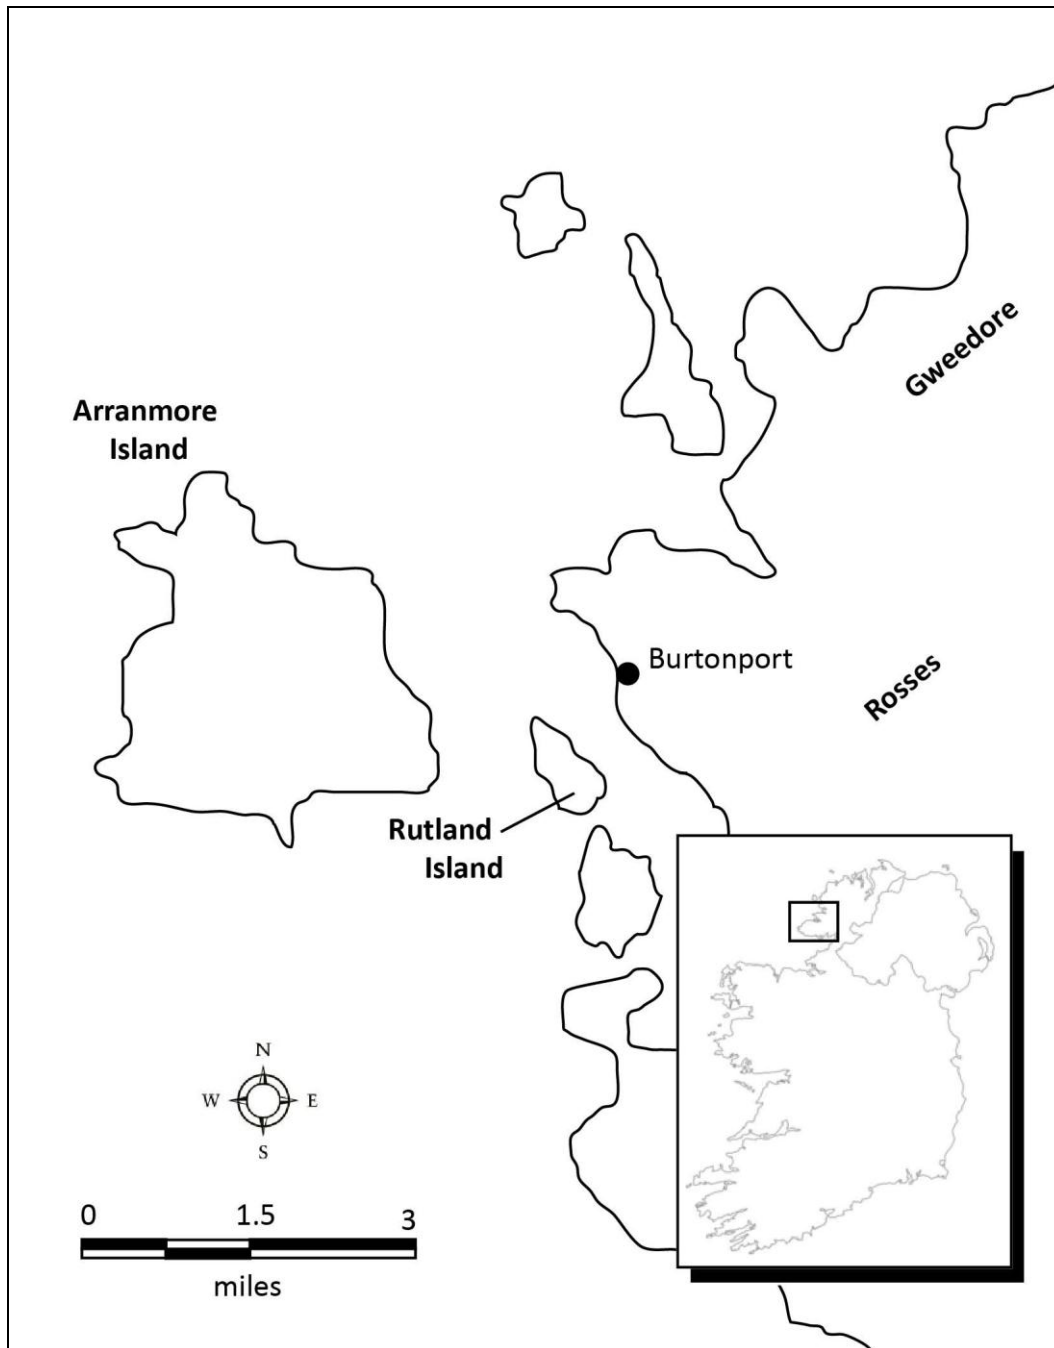 Gweedore
Arranmore
Island
Burtonport
Rosses
Rutland
Island
N
W E
S
0 1.5 3
miles